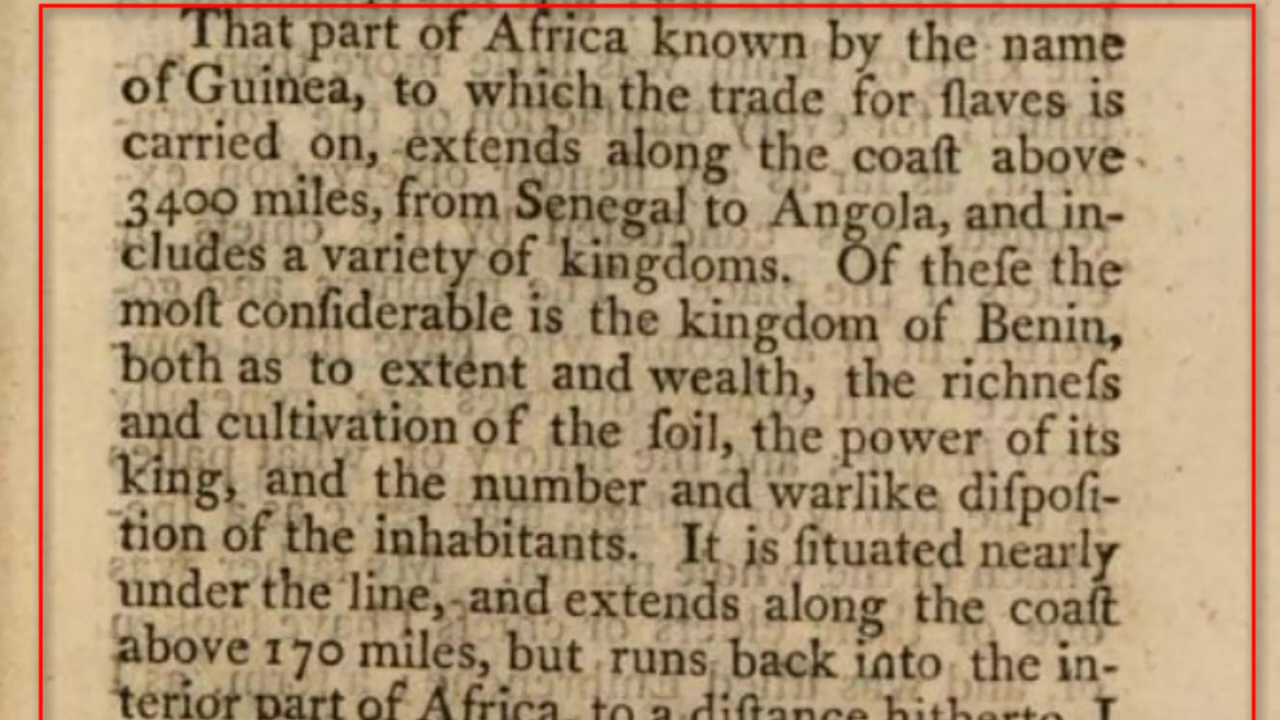 That part of Africa known by the name
of Guinea, to which the trade for ſlaves is
carried on, extends along the coaſt above
3400 miles, from Senegal to Angola, and in-
cludes a variety of kingdoms. Of theſe the
moſt conſiderable is the kingdom of Benin,
both as to extent and wealth, the richneſs
and cultivation of the ſoil, the power of its
king, and the number and warlike diſpoſi-
tion of the inhabitants. It is ſituated nearly
under the line, and extends along the coaſt
above 170 miles, but runs back into the in-
terior part of Africa, to a diſtance hitherto I